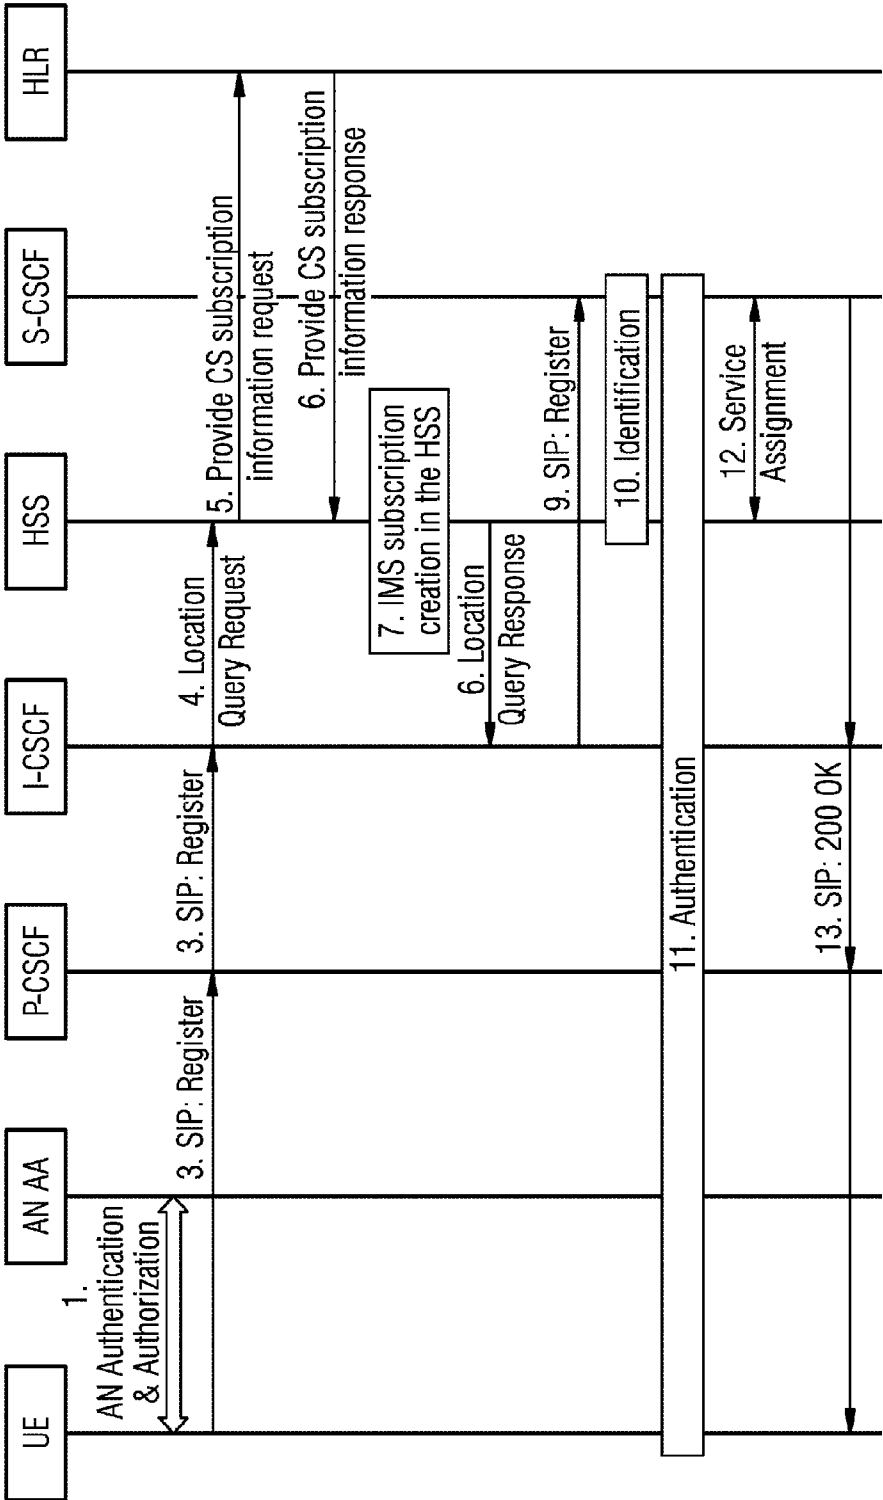 UE
AN AA
P-CSCF
I-CSCF
HSS
S-CSCF
HLR
1.
AN Authentication
& Authorization
3. SIP: Register
3. SIP: Register
4. Location
Query Request
5. Provide CS subscription
information request
6. Provide CS subscription
information response
7. IMS subscription
creation in the HSS
6. Location
Query Response
9. SIP: Register
10. Identification
11. Authentication
12. Service
Assignment
13. SIP: 200 OK